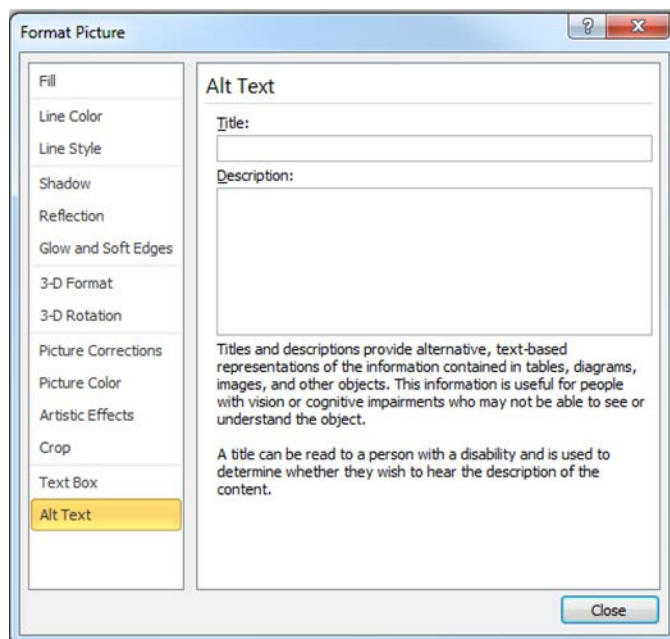 Format Picture
Fill
Line Color
Line Style
Shadow
Reflection
Glow and Soft Edges
3-D Format
3-D Rotation
Picture Corrections
Picture Color
Artistic Effects
Crop
Text Box
Alt Text
Alt Text
Title:
Description:
Titles and descriptions provide alternative, text-based
representations of the information contained in tables, diagrams,
images, and other objects. This information is useful for people
with vision or cognitive impairments who may not be able to see or
understand the object.
A title can be read to a person with a disability and is used to
determine whether they wish to hear the description of the
content.
Close